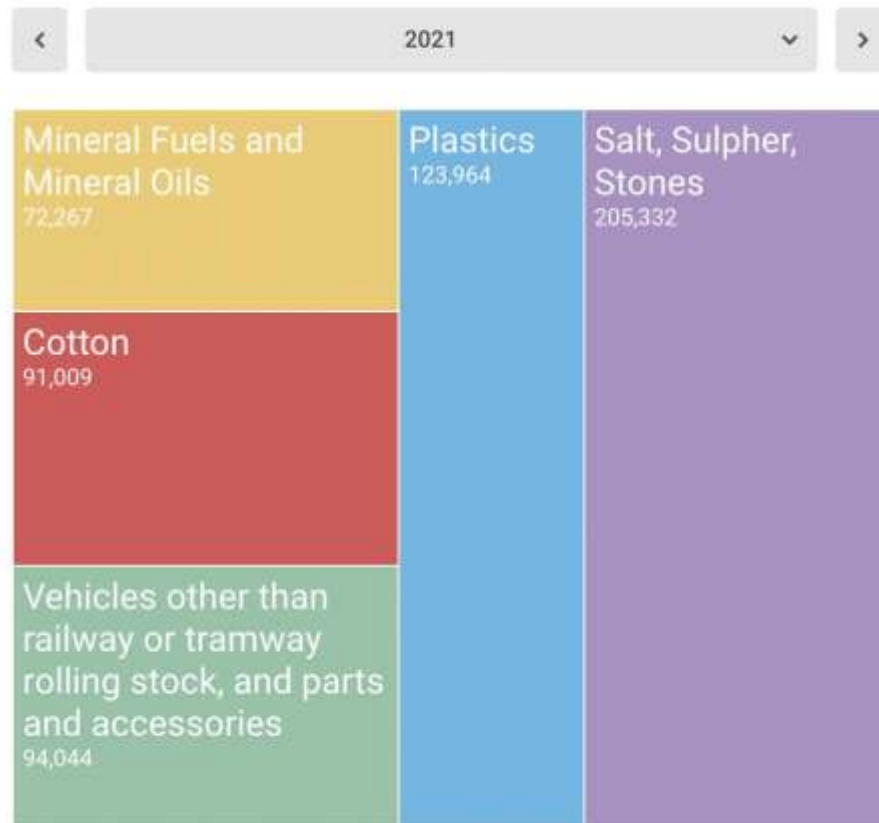 2021
Mineral Fuels and
Mineral Oils
72,267
Cotton
91,009
Vehicles other than
railway or tramway
rolling stock, and parts
and accessories
94,044
Plastics
123,964
Salt, Sulpher,
Stones
205,332